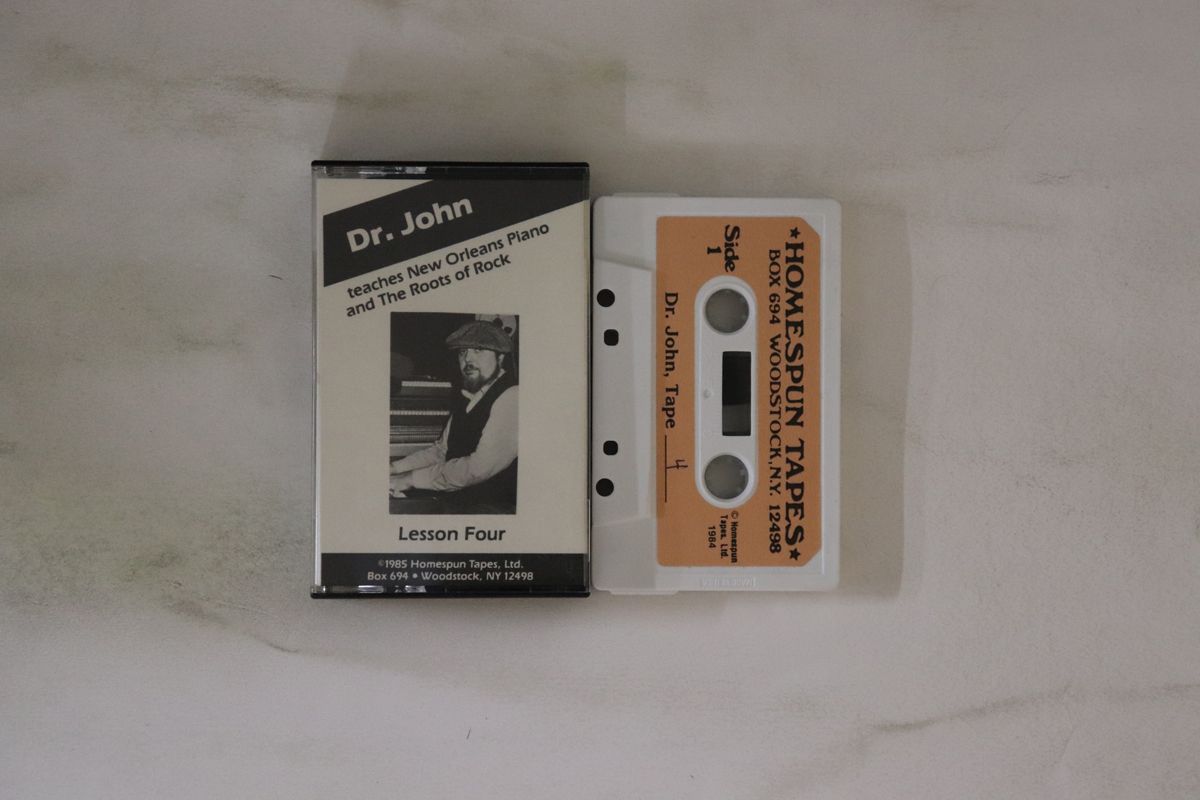 Dr. John
teaches New Orleans Piano
and The Roots of Rock
Lesson Four
©1985 Homespun Tapes, Ltd.
Box 694 • Woodstock, NY 12498
★HOMESPUN TAPES★
BOX 694 WOODSTOCK, N.Y. 12498
Side
1
Dr. John, Tape 4
© Homespun
Tapes, Ltd.
1984